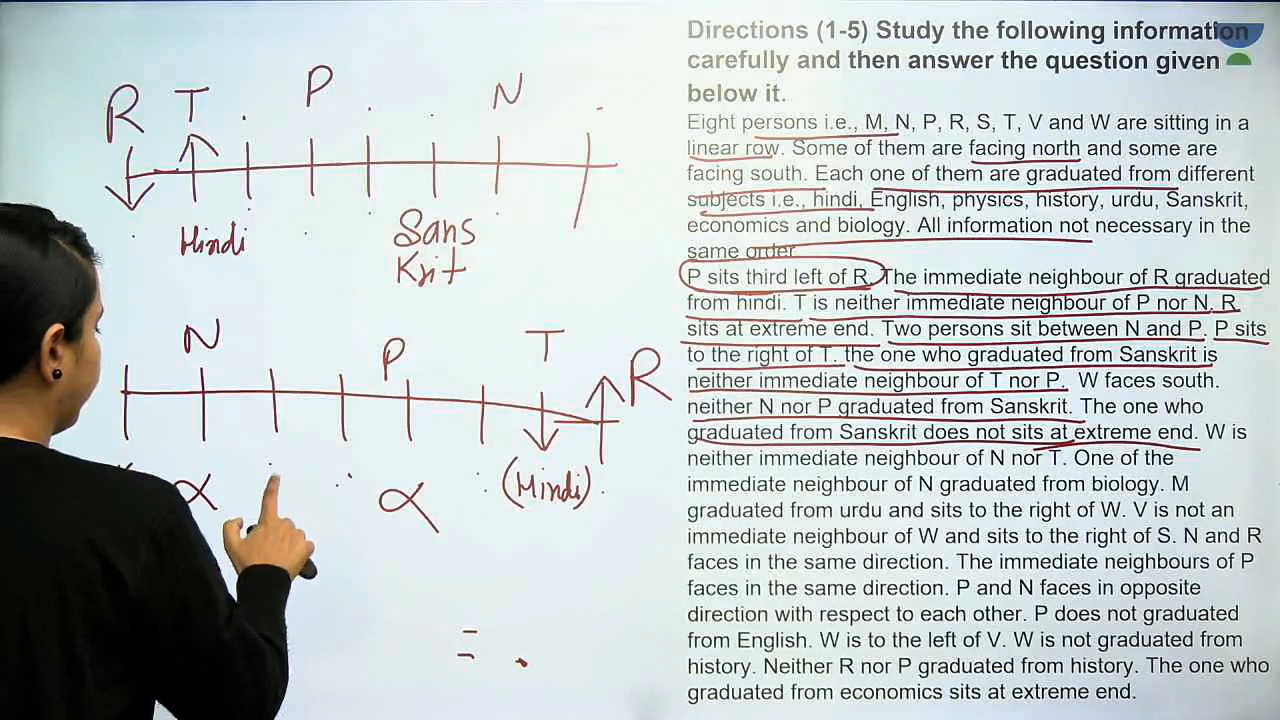 R T P N
Hindi Sans
Krit
N P T R
(Hindi)
=
Directions (1-5) Study the following information
carefully and then answer the question given
below it.
Eight persons i.e., M, N, P, R, S, T, V and W are sitting in a
linear row. Some of them are facing north and some are
facing south. Each one of them are graduated from different
subjects i.e., hindi, English, physics, history, urdu, Sanskrit,
economics and biology. All information not necessary in the
same order
P sits third left of R. The immediate neighbour of R graduated
from hindi. T is neither immediate neighbour of P nor N. R
sits at extreme end. Two persons sit between N and P. P sits
to the right of T. the one who graduated from Sanskrit is
neither immediate neighbour of T nor P. W faces south.
neither N nor P graduated from Sanskrit. The one who
graduated from Sanskrit does not sits at extreme end. W is
neither immediate neighbour of N nor T. One of the
immediate neighbour of N graduated from biology. M
graduated from urdu and sits to the right of W. V is not an
immediate neighbour of W and sits to the right of S. N and R
faces in the same direction. The immediate neighbours of P
faces in the same direction. P and N faces in opposite
direction with respect to each other. P does not graduated
from English. W is to the left of V. W is not graduated from
history. Neither R nor P graduated from history. The one who
graduated from economics sits at extreme end.